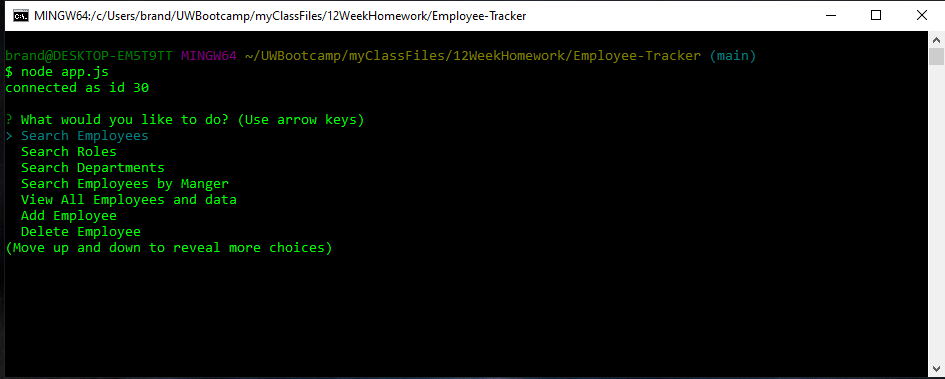 MINGW64:/c/Users/brand/UWBootcamp/myClassFiles/12WeekHomework/Employee-Tracker
brand@DESKTOP-EM5T9TT MINGW64 ~/UWBootcamp/myClassFiles/12WeekHomework/Employee-Tracker (main)
$ node app.js
connected as id 30
? What would you like to do? (Use arrow keys)
> Search Employees
Search Roles
Search Departments
Search Employees by Manger
View All Employees and data
Add Employee
Delete Employee
(Move up and down to reveal more choices)